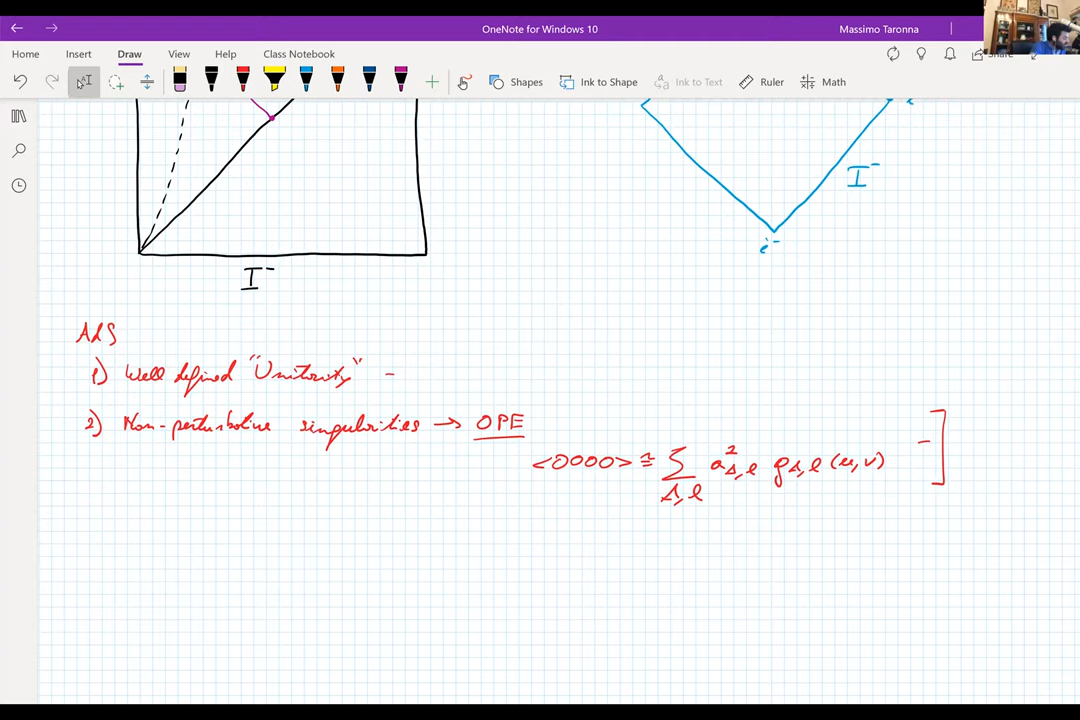 OneNote for Windows 10
Massimo Taronna
Home Insert Draw View Help Class Notebook
Share
Shapes Ink to Shape Ink to Text Ruler Math
I⁻
i⁻
I⁻
AdS
1) Well defined "Unitarity" -
2) Non-perturbative singularities → OPE
<OOOO> ≅ Σ a²Δ,ℓ gΔ,ℓ (u,v)
Δ,ℓ